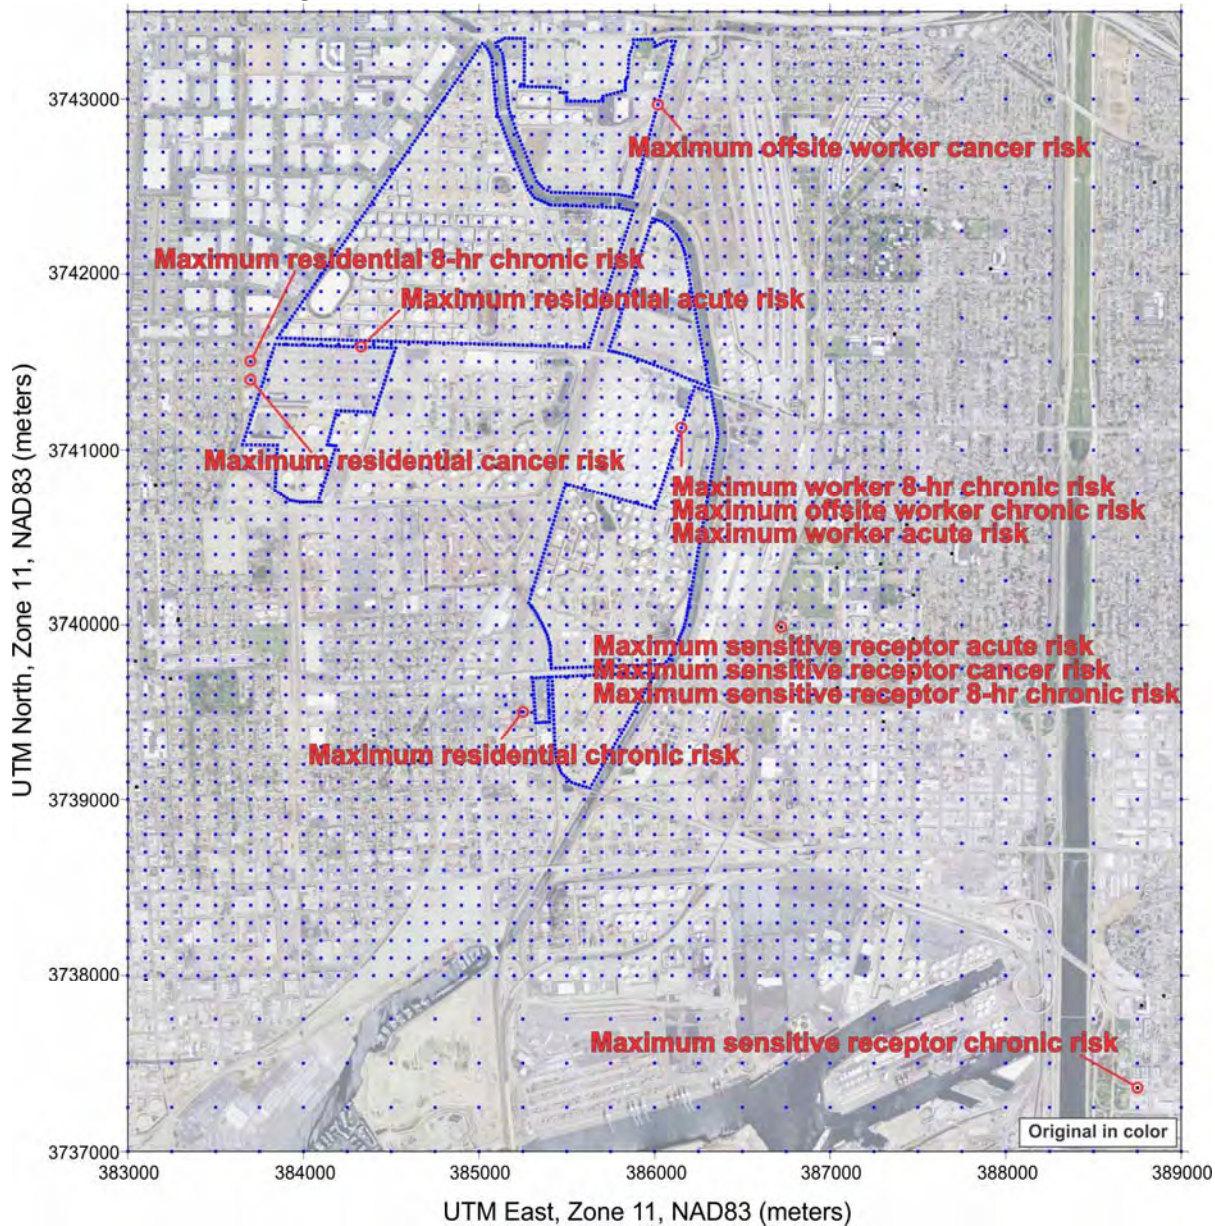 3743000
Maximum offsite worker cancer risk
Maximum residential 8-hr chronic risk
3742000
Maximum residential acute risk
UTM North, Zone 11, NAD83 (meters)
3741000
Maximum residential cancer risk
Maximum worker 8-hr chronic risk
Maximum offsite worker chronic risk
Maximum worker acute risk
3740000
Maximum sensitive receptor acute risk
Maximum sensitive receptor cancer risk
Maximum sensitive receptor 8-hr chronic risk
Maximum residential chronic risk
3739000
3738000
Maximum sensitive receptor chronic risk
Original in color
3737000
383000 384000 385000 386000 387000 388000 389000
UTM East, Zone 11, NAD83 (meters)